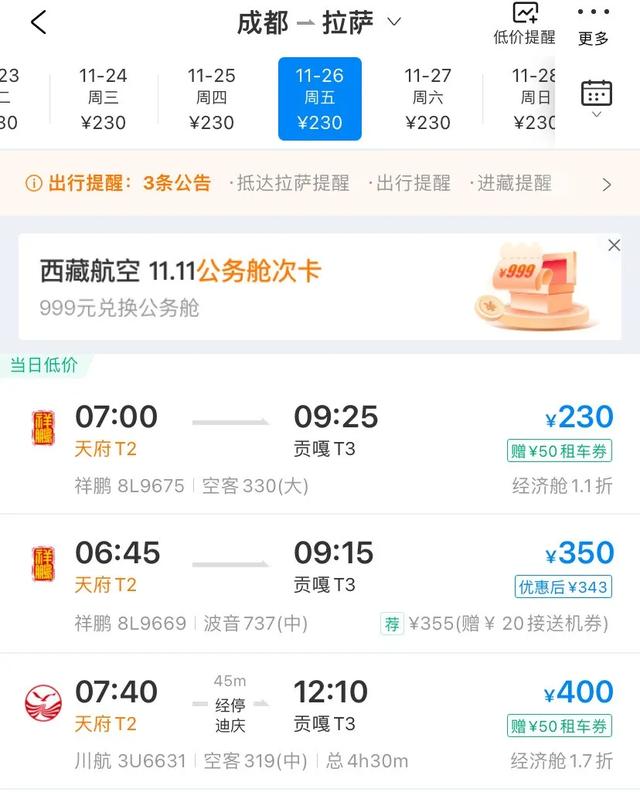 成都 — 拉萨
低价提醒
更多
23 11-24 11-25 11-26 11-27 11-28
二 周三 周四 周五 周六 周日
30 ¥230 ¥230 ¥230 ¥230 ¥230
出行提醒：3条公告 ·抵达拉萨提醒 ·出行提醒 ·进藏提醒
西藏航空 11.11公务舱次卡
999元兑换公务舱
¥999
当日低价
祥鹏
07:00 09:25 ¥230
天府T2 贡嘎T3 赠¥50租车券
祥鹏 8L9675 空客330(大) 经济舱1.1折
祥鹏
06:45 09:15 ¥350
天府T2 贡嘎T3 优惠后¥343
祥鹏 8L9669 波音737(中) 荐 ¥355(赠¥ 20接送机券)
07:40 45m 12:10 ¥400
经停
天府T2 迪庆 贡嘎T3 赠¥50租车券
川航 3U6631 空客319(中) 总4h30m 经济舱1.7折